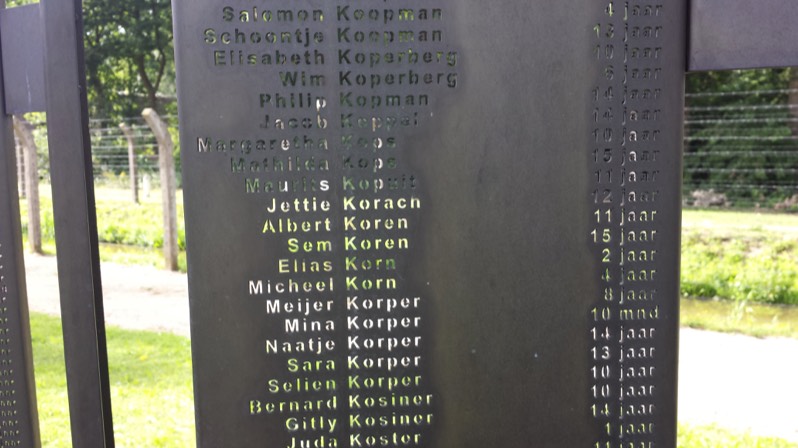 Salomon Koopman 4 jaar
Schoontje Koopman 13 jaar
Elisabeth Koperberg 10 jaar
Wim Koperberg 6 jaar
Philip Kopman 14 jaar
Jacob Koppel 14 jaar
Margaretha Kops 10 jaar
Mathilda Kops 15 jaar
Maurits Kopuit 11 jaar
Jettie Korach 12 jaar
Albert Koren 11 jaar
Sem Koren 15 jaar
Elias Korn 2 jaar
Micheel Korn 4 jaar
Meijer Korper 8 jaar
Mina Korper 10 mnd
Naatje Korper 14 jaar
Sara Korper 13 jaar
Selien Korper 10 jaar
Bernard Kosiner 10 jaar
Gitly Kosiner 14 jaar
Juda Koster 1 jaar
11 jaar